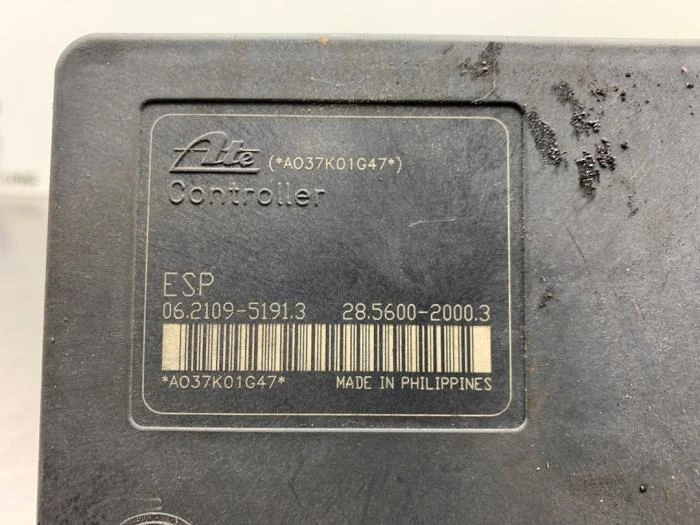 Ate (*A037K01G47*)
Controller
ESP
06.2109-5191.3 28.5600-2000.3
*A037K01G47* MADE IN PHILIPPINES